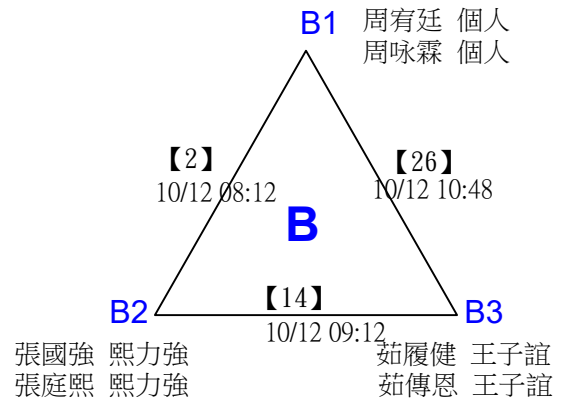 B1 周宥廷 個人
周咏霖 個人
【2】
10/12 08:12
【26】
10/12 10:48
B
B2
【14】
10/12 09:12
B3
張國強 熙力強
張庭熙 熙力強
茹履健 王子誼
茹傳恩 王子誼